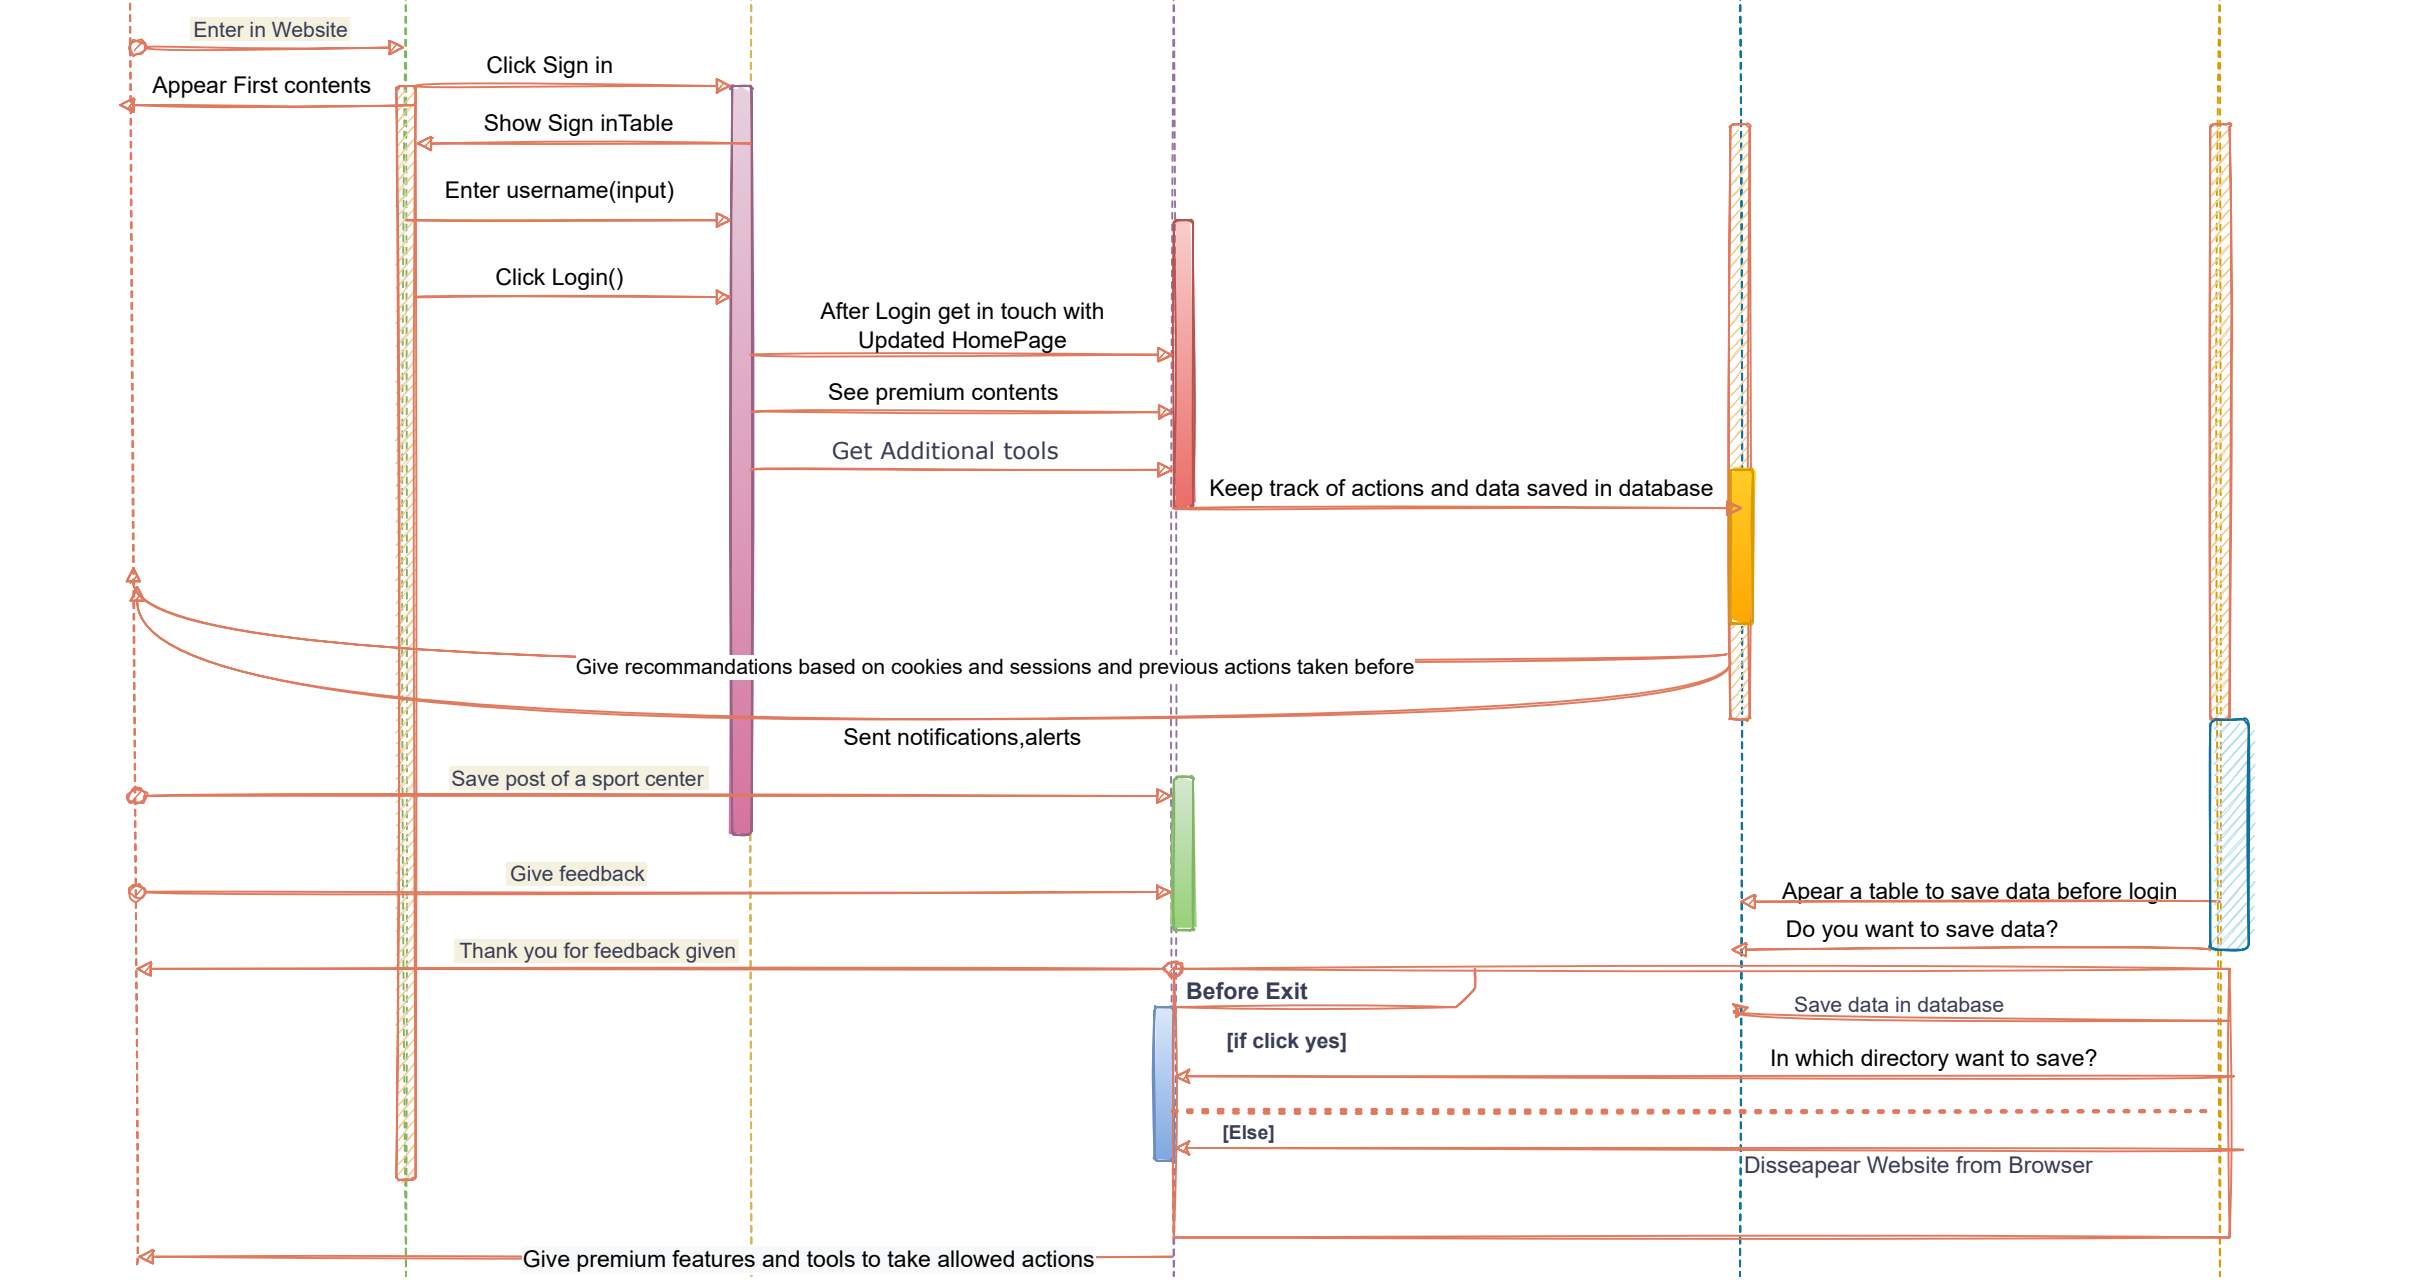 Enter in Website
Click Sign in
Appear First contents
Show Sign inTable
Enter username(input)
Click Login()
After Login get in touch with
Updated HomePage
See premium contents
Get Additional tools
Keep track of actions and data saved in database
Give recommandations based on cookies and sessions and previous actions taken before
Sent notifications,alerts
Save post of a sport center
Give feedback
Apear a table to save data before login
Do you want to save data?
Thank you for feedback given
Before Exit
Save data in database
[if click yes]
In which directory want to save?
[Else]
Disseapear Website from Browser
Give premium features and tools to take allowed actions